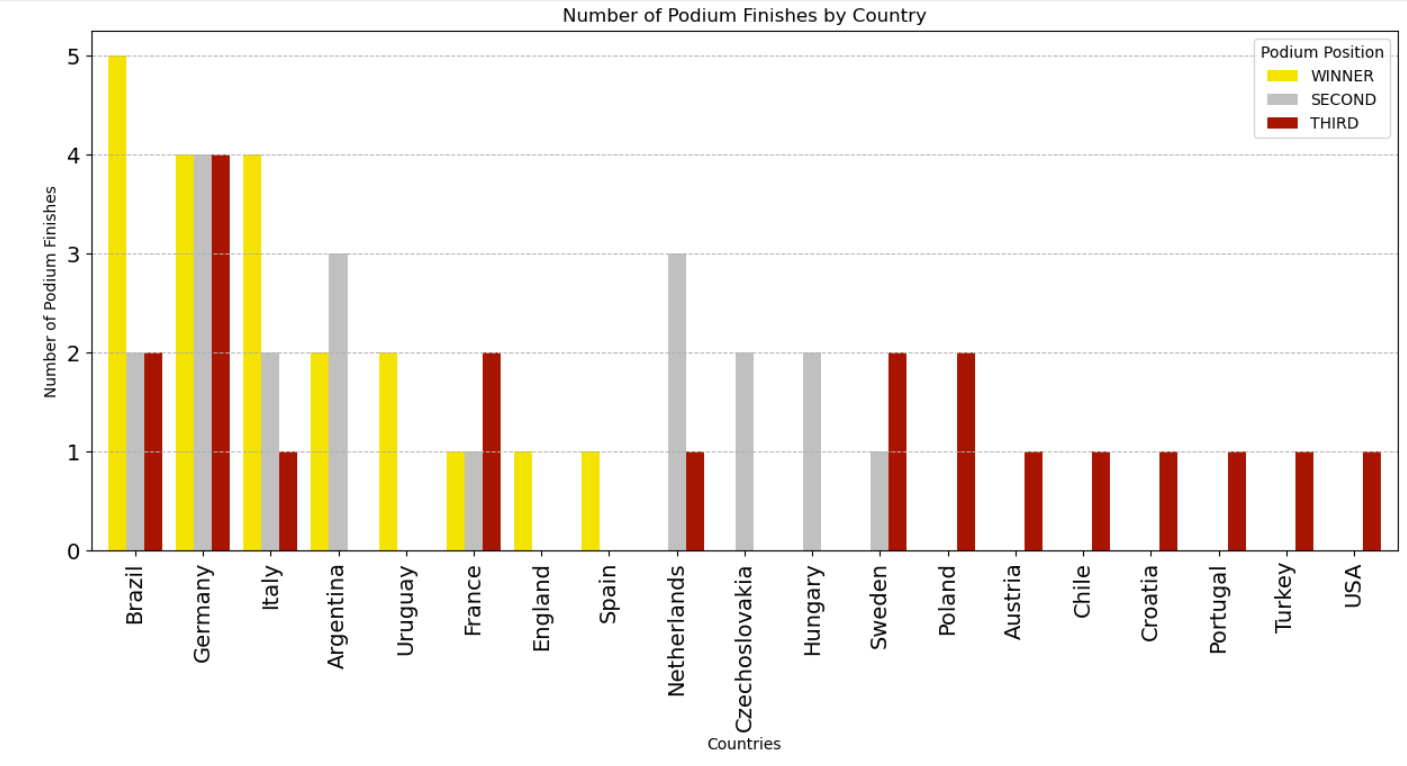 Number of Podium Finishes by Country
Podium Position
WINNER
SECOND
THIRD
Number of Podium Finishes
5
4
3
2
1
0
Brazil
Germany
Italy
Argentina
Uruguay
France
England
Spain
Netherlands
Czechoslovakia
Hungary
Sweden
Poland
Austria
Chile
Croatia
Portugal
Turkey
USA
Countries